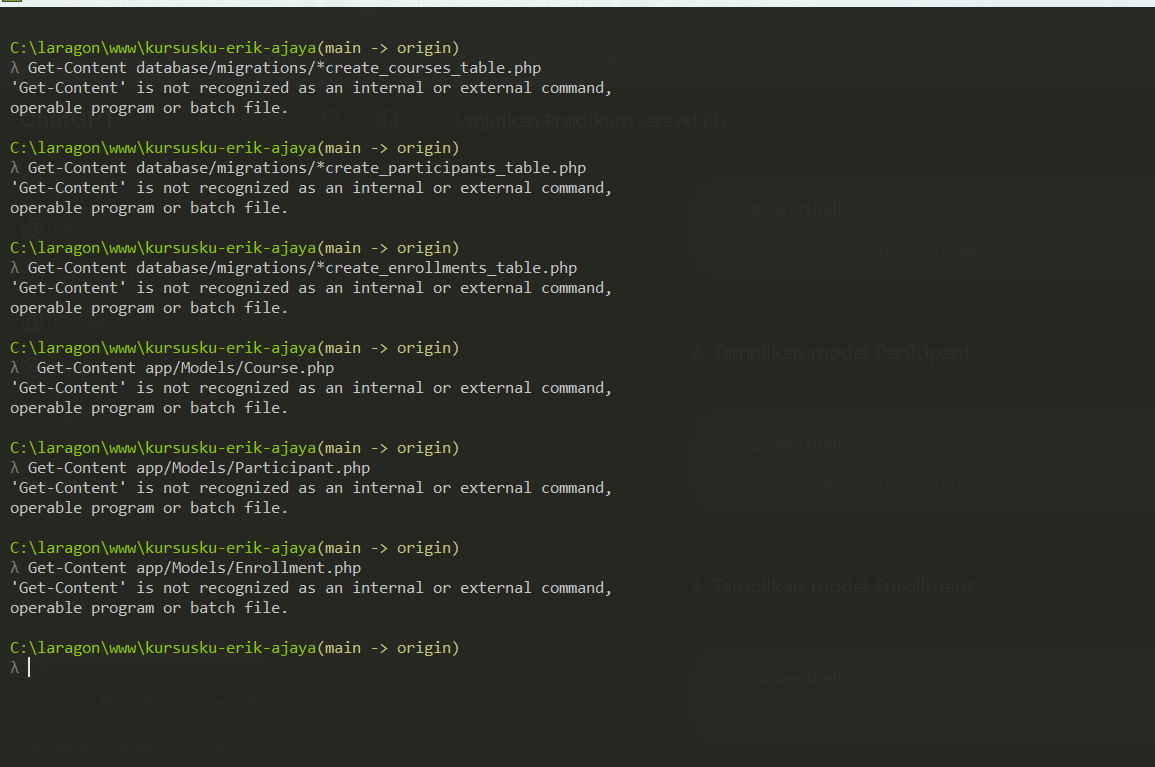 C:\laragon\www\kursusku-erik-ajaya(main -> origin)
λ Get-Content database/migrations/*create_courses_table.php
'Get-Content' is not recognized as an internal or external command,
operable program or batch file.
ChatGPT
Lanjutkan Praktikum Laravel (3)
C:\laragon\www\kursusku-erik-ajaya(main -> origin)
λ Get-Content database/migrations/*create_participants_table.php
'Get-Content' is not recognized as an internal or external command,
operable program or batch file.
powershell
Images
C:\laragon\www\kursusku-erik-ajaya(main -> origin)
λ Get-Content database/migrations/*create_enrollments_table.php
'Get-Content' is not recognized as an internal or external command,
operable program or batch file.
Library
C:\laragon\www\kursusku-erik-ajaya(main -> origin)
2. Tampilkan model Participant
λ  Get-Content app/Models/Course.php
'Get-Content' is not recognized as an internal or external command,
operable program or batch file.
C:\laragon\www\kursusku-erik-ajaya(main -> origin)
powershell
λ Get-Content app/Models/Participant.php
'Get-Content' is not recognized as an internal or external command,
operable program or batch file.
C:\laragon\www\kursusku-erik-ajaya(main -> origin)
λ Get-Content app/Models/Enrollment.php
'Get-Content' is not recognized as an internal or external command,
3. Tampilkan model Enrollment
operable program or batch file.
C:\laragon\www\kursusku-erik-ajaya(main -> origin)
λ
powershell
Lanjutkan Praktikum Laravel (2)
Lanjutkan Praktikum Laravel (1)